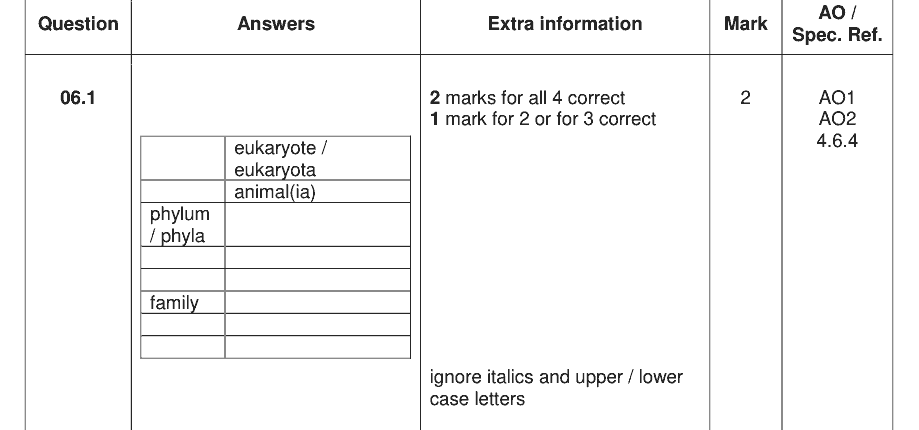 Question Answers Extra information Mark AO /
Spec. Ref.
06.1 2 marks for all 4 correct 2 AO1
1 mark for 2 or for 3 correct AO2
4.6.4
eukaryote /
eukaryota
animal(ia)
phylum
/ phyla
family
ignore italics and upper / lower
case letters